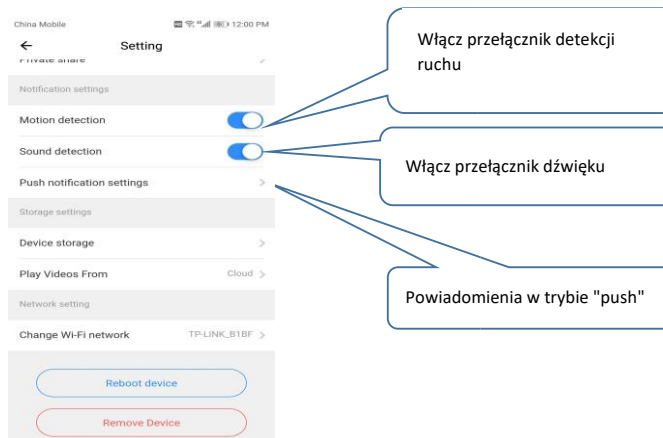 China Mobile
HD 12:00 PM
← Setting
Private share >
Notification settings
Motion detection
Sound detection
Push notification settings >
Storage settings
Device storage >
Play Videos From Cloud >
Network setting
Change Wi-Fi network TP-LINK_B1BF >
Reboot device
Remove Device
Włącz przełącznik detekcji
ruchu
Włącz przełącznik dźwięku
Powiadomienia w trybie "push"